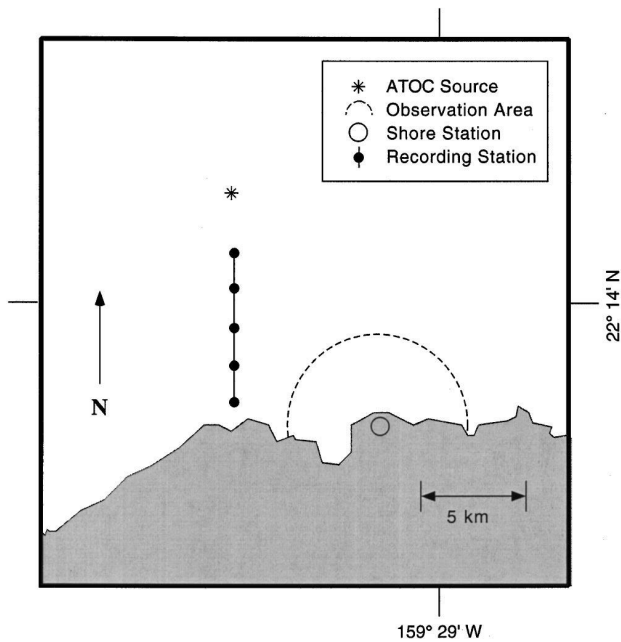 ATOC Source
Observation Area
Shore Station
Recording Station
22° 14' N
N
5 km
159° 29' W